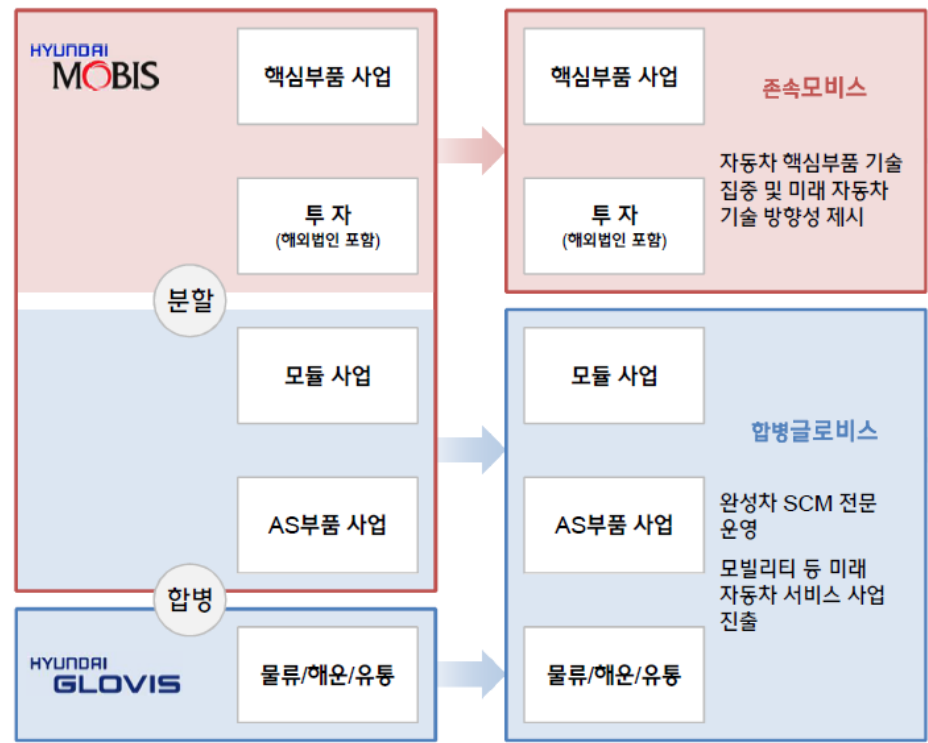 HYUNDAI
MOBIS
핵심부품 사업
투 자
(해외법인 포함)
분할
모듈 사업
AS부품 사업
합병
HYUNDAI
GLOVIS
물류/해운/유통
핵심부품 사업
투 자
(해외법인 포함)
존속모비스
자동차 핵심부품 기술
집중 및 미래 자동차
기술 방향성 제시
모듈 사업
AS부품 사업
물류/해운/유통
합병글로비스
완성차 SCM 전문
운영
모빌리티 등 미래
자동차 서비스 사업
진출